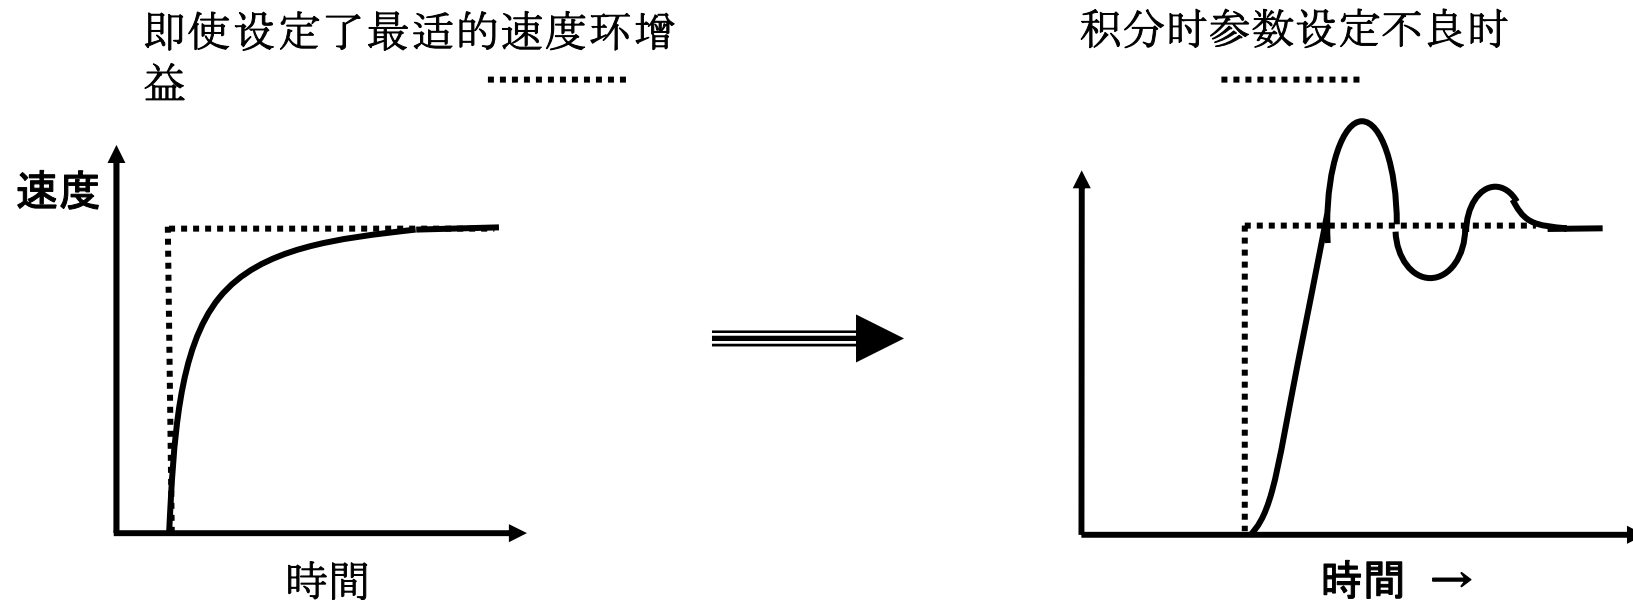 即使设定了最适的速度环增
益
积分时参数设定不良时
速度
時間
時間 →